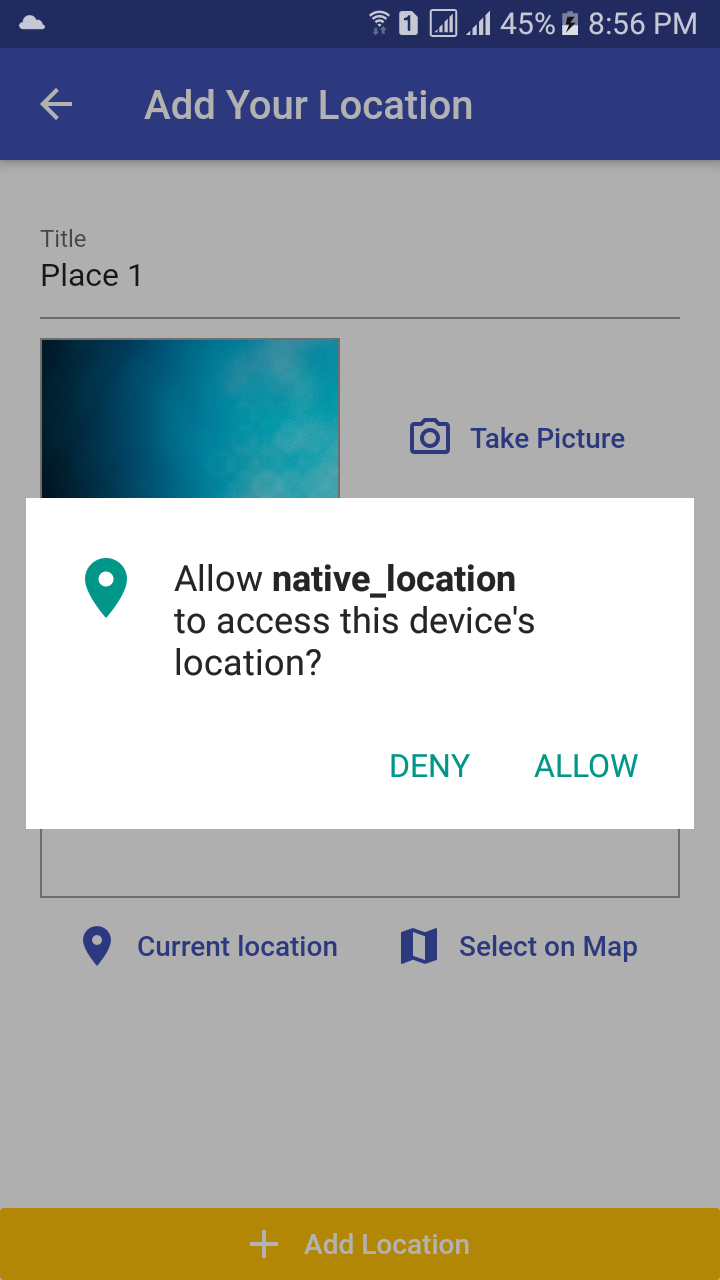 1 45% 8:56 PM
Add Your Location
Title
Place 1
Take Picture
Allow native_location
to access this device's
location?
DENY ALLOW
Current location Select on Map
Add Location